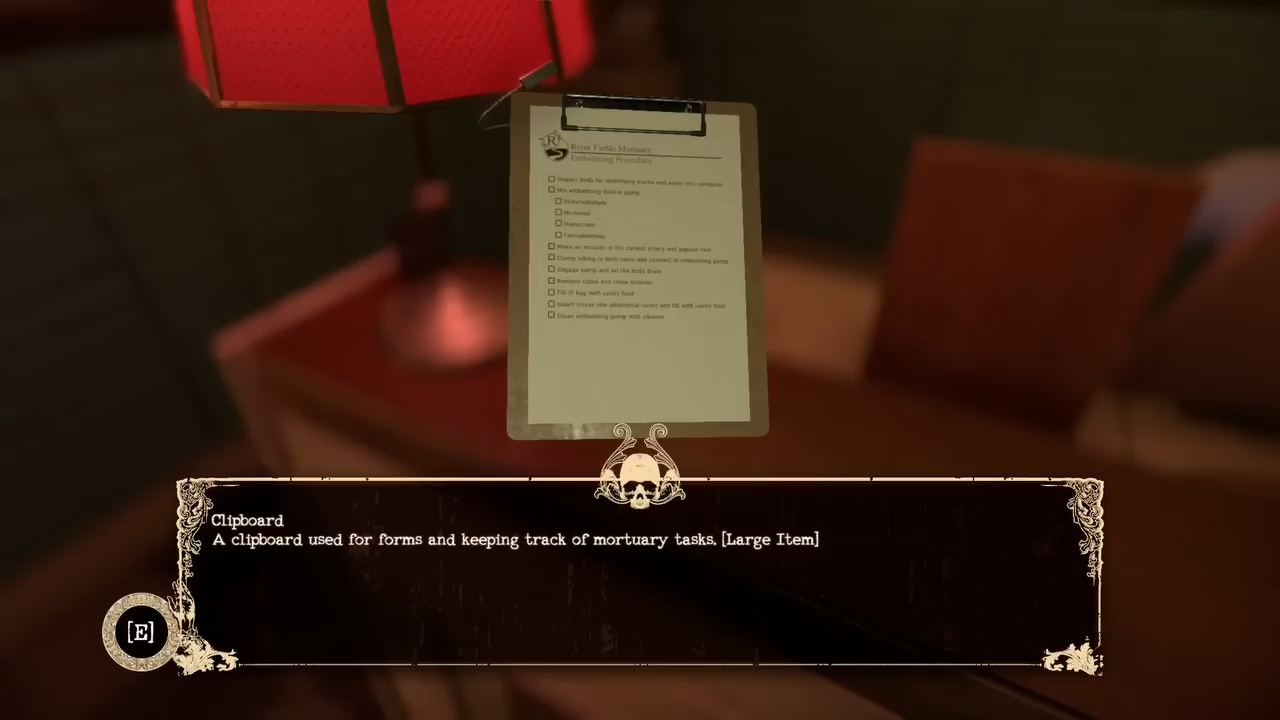 R
River Fields Mortuary
Embalming Procedure
Inspect body for identifying marks and enter into computer
Mix embalming fluid in pump
Glutaraldehyde
Methanol
Humectant
Formaldehyde
Make an incision in the carotid artery and jugular vein
Clamp tubing to both veins and connect to embalming pump
Engage pump and let the body drain
Remove tubes and close incision
Fill IV bag with cavity fluid
Insert trocar into abdominal cavity and fill with cavity fluid
Clean embalming pump with cleaner
Clipboard
A clipboard used for forms and keeping track of mortuary tasks. [Large Item]
[E]